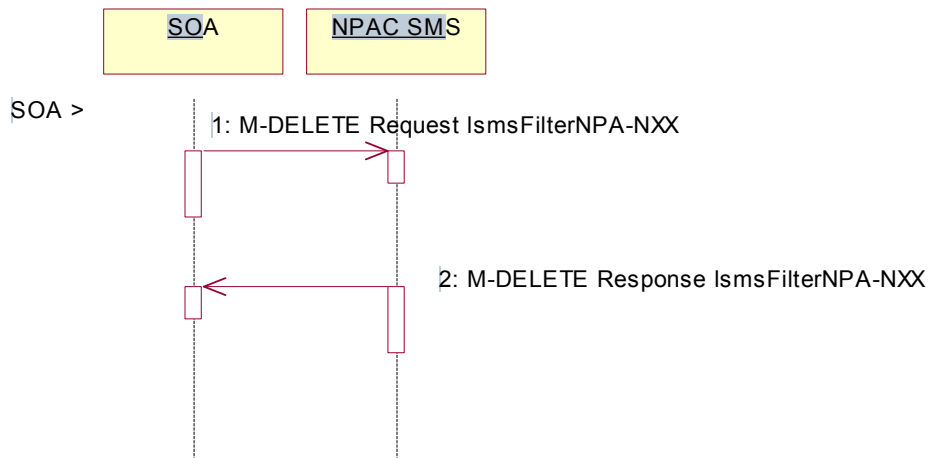 SOA
NPAC SMS
SOA >
1: M-DELETE Request lsmsFilterNPA-NXX
2: M-DELETE Response lsmsFilterNPA-NXX